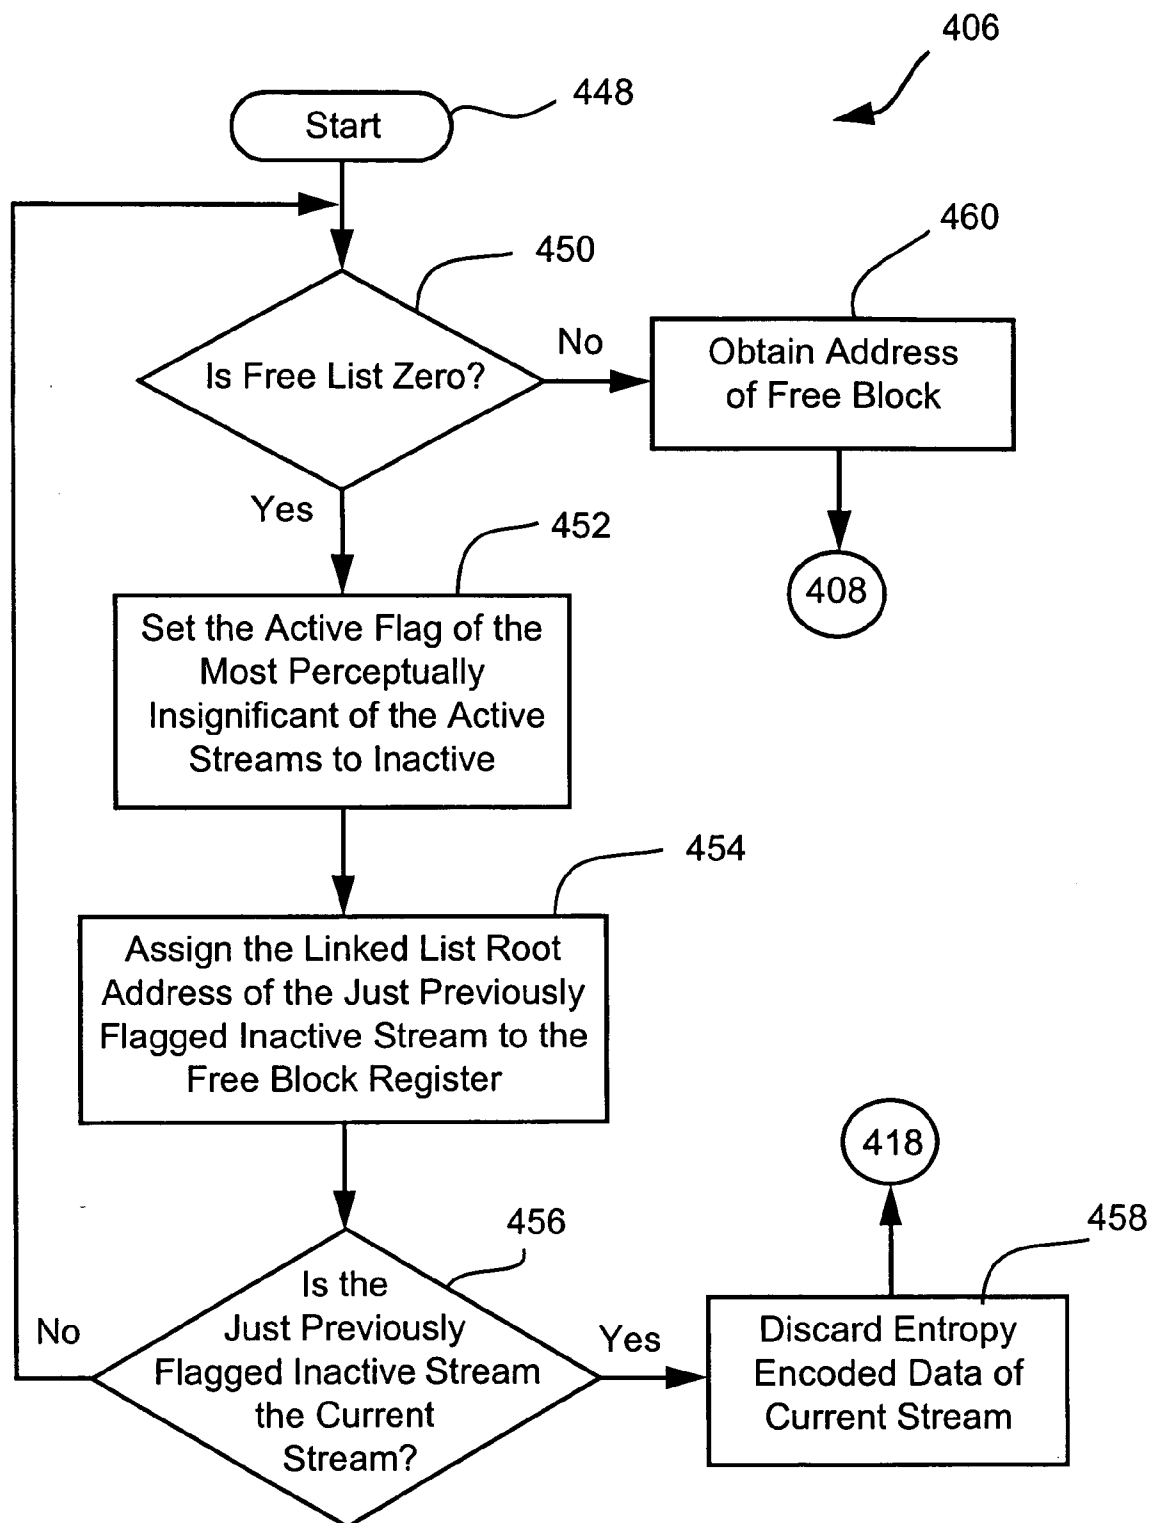 406
448
Start
450
460
Is Free List Zero?
No
Obtain Address
of Free Block
Yes
452
408
Set the Active Flag of the
Most Perceptually
Insignificant of the Active
Streams to Inactive
454
Assign the Linked List Root
Address of the Just Previously
Flagged Inactive Stream to the
Free Block Register
418
456
458
Is the
Just Previously
Flagged Inactive Stream
the Current
Stream?
No
Yes
Discard Entropy
Encoded Data of
Current Stream